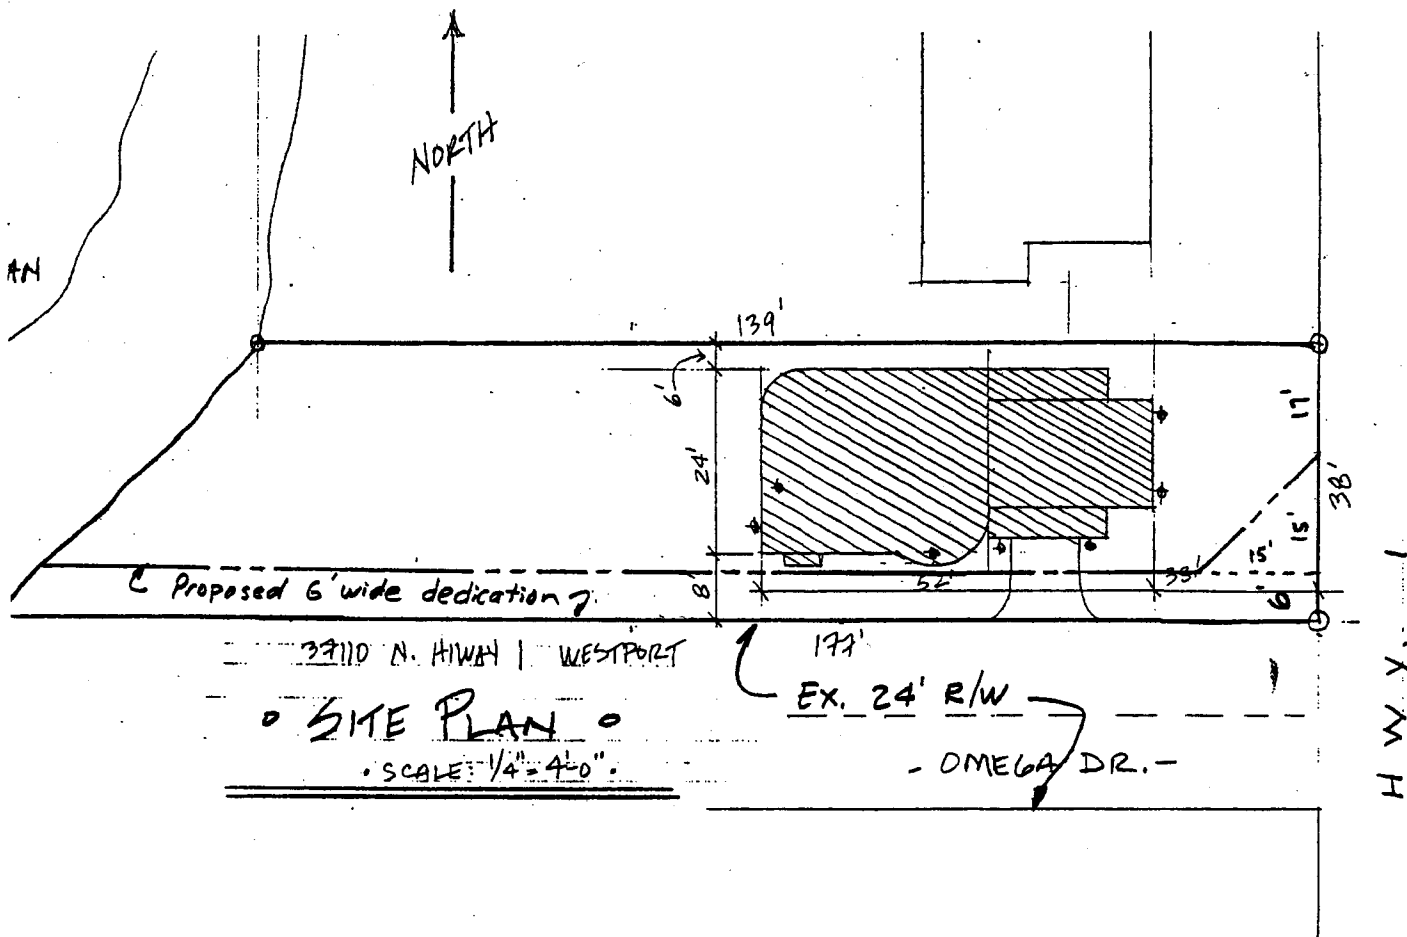 NORTH
AN
139'
6'
24'
8'
17'
38'
15'
15'
6'
52'
33'
Proposed 6' wide dedication
177'
37110 N. HIWAY 1 WESTPORT
EX. 24' R/W
• SITE PLAN •
• SCALE: 1/4" = 4'-0" •
- OMEGA DR. -
HWY. 1